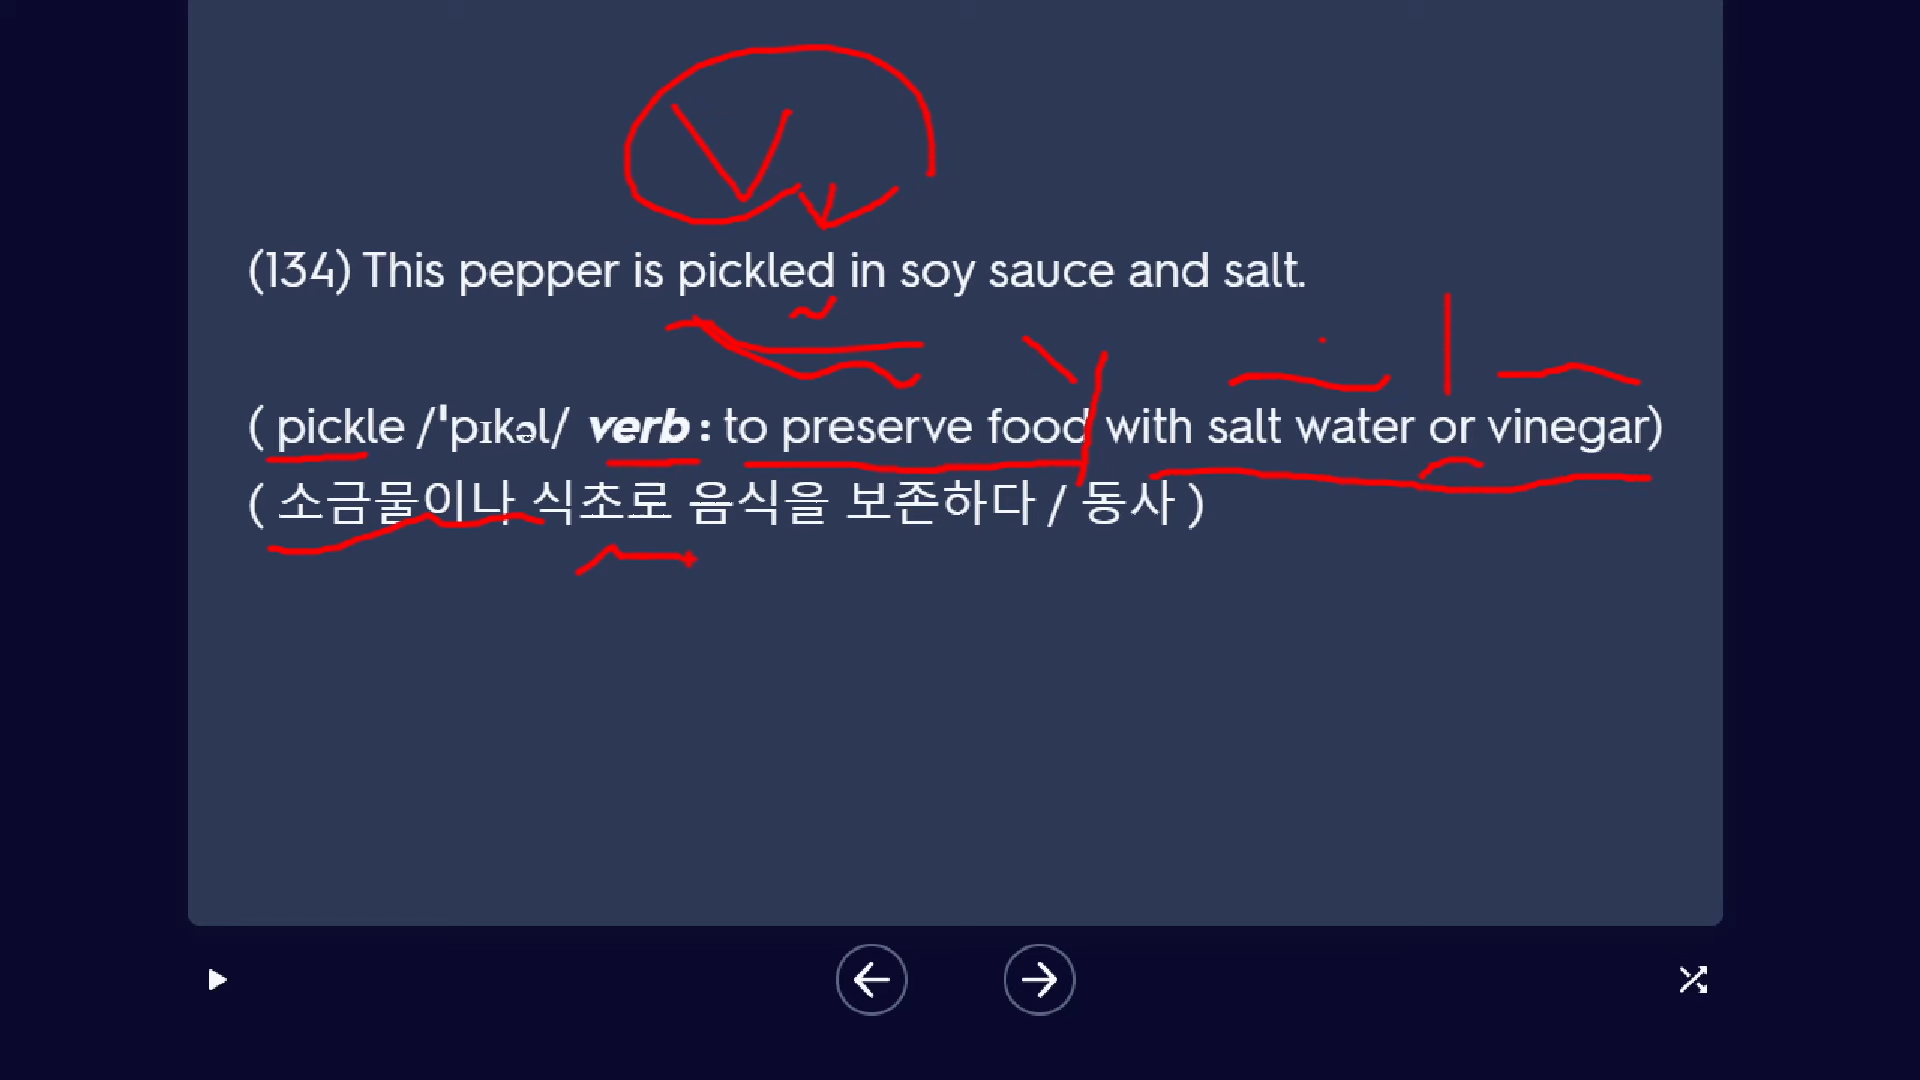 V
(134) This pepper is pickled in soy sauce and salt.
( pickle /ˈpɪkəl/ verb : to preserve food with salt water or vinegar)
( 소금물이나 식초로 음식을 보존하다 / 동사 )